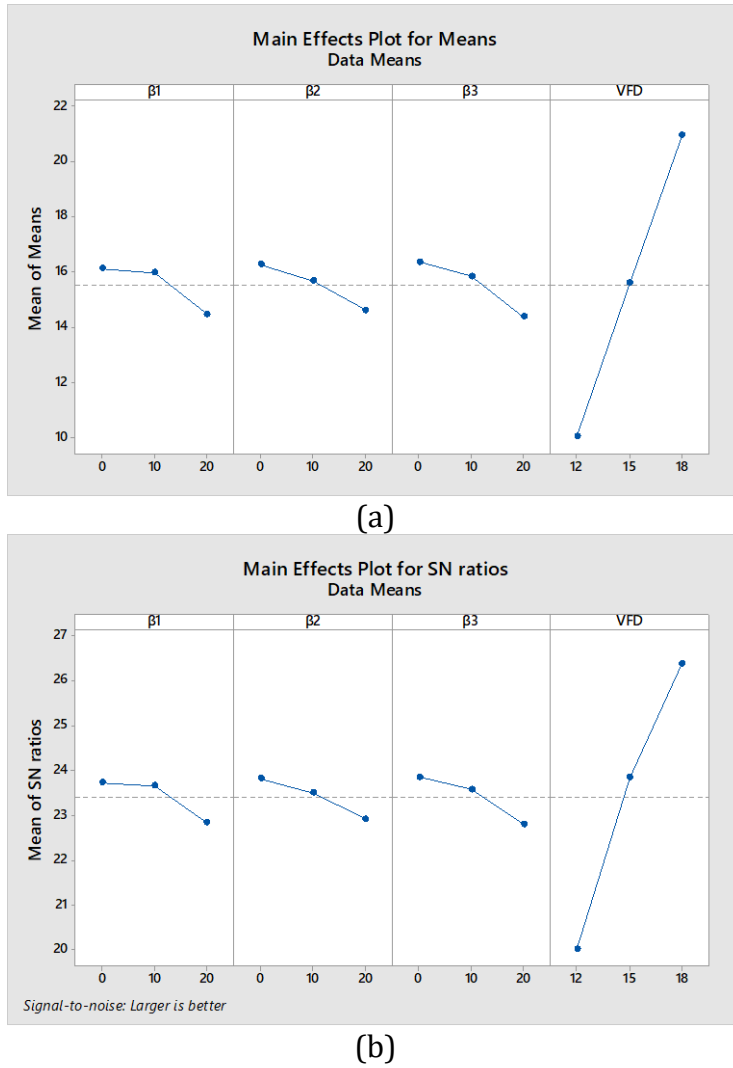 Main Effects Plot for Means
Data Means
β1 β2 β3 VFD
22
20
18
16
14
12
10
Mean of Means
0 10 20 0 10 20 0 10 20 12 15 18
(a)
Main Effects Plot for SN ratios
Data Means
β1 β2 β3 VFD
27
26
25
24
23
22
21
20
Mean of SN ratios
0 10 20 0 10 20 0 10 20 12 15 18
Signal-to-noise: Larger is better
(b)